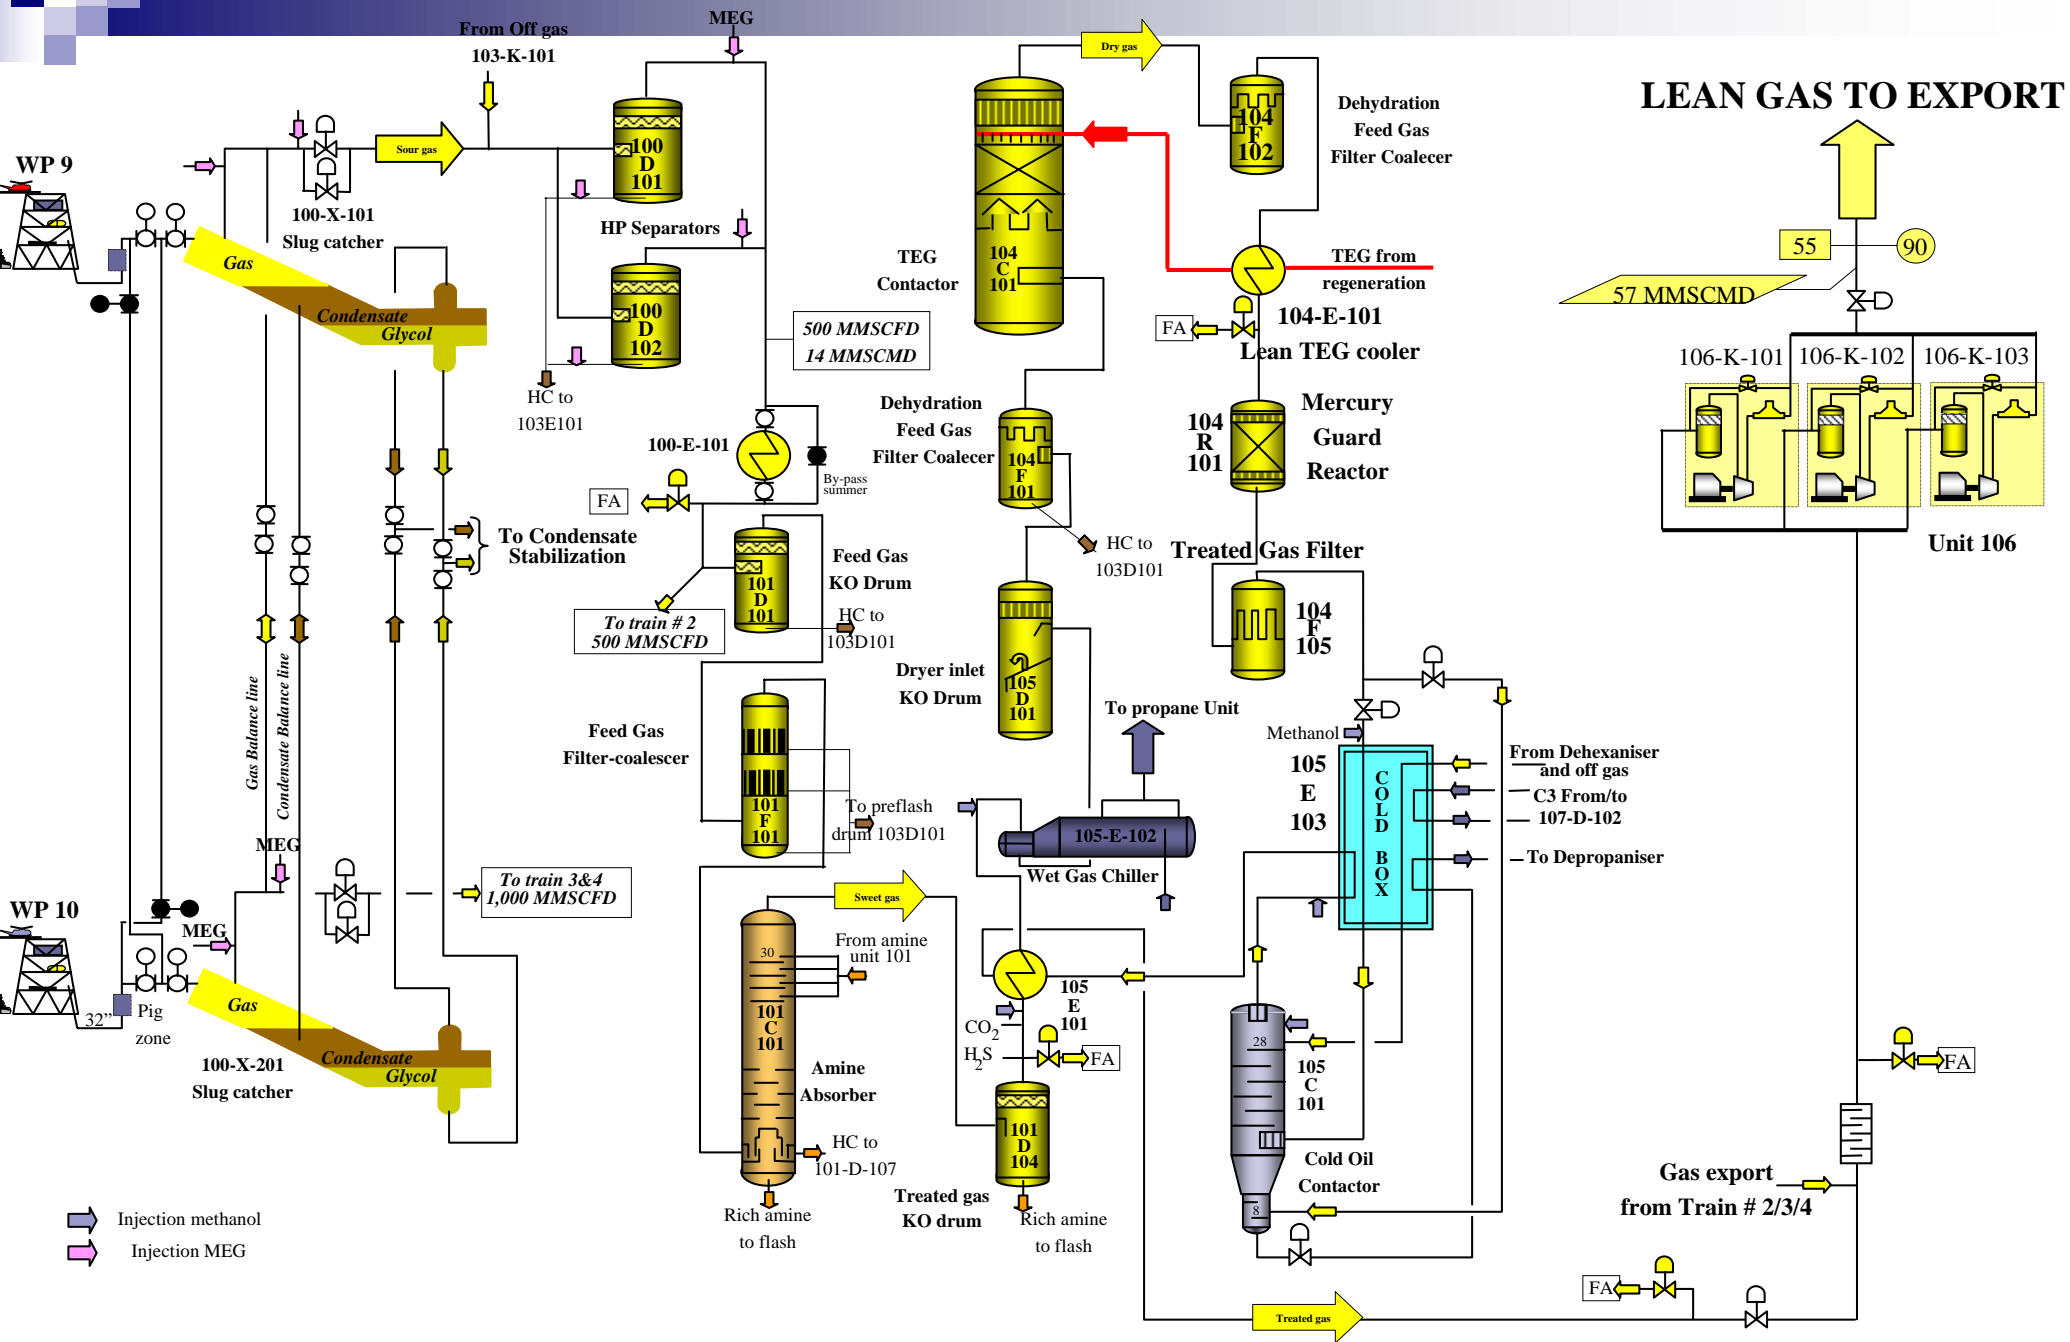 From Off gas
103-K-101
MEG
Dry gas
LEAN GAS TO EXPORT
WP 9
Sour gas
100
D
101
100-X-101
Slug catcher
HP Separators
Gas
Condensate
Glycol
100
D
102
HC to
103E101
500 MMSCFD
14 MMSCMD
104
F
102
Dehydration
Feed Gas
Filter Coalecer
TEG
Contactor
104
C
101
TEG from
regeneration
FA
104-E-101
Lean TEG cooler
55
90
57 MMSCMD
106-K-101
106-K-102
106-K-103
Unit 106
100-E-101
By-pass
summer
FA
Dehydration
Feed Gas
Filter Coalecer
104
F
101
HC to
103D101
104
R
101
Mercury
Guard
Reactor
To Condensate
Stabilization
Feed Gas
KO Drum
101
D
101
HC to
103D101
To train # 2
500 MMSCFD
Treated Gas Filter
104
F
105
Dryer inlet
KO Drum
105
D
101
Gas Balance line
Condensate Balance line
Feed Gas
Filter-coalescer
101
F
101
To preflash
drum 103D101
To propane Unit
105-E-102
Wet Gas Chiller
Methanol
105
E
103
COLD BOX
From Dehexaniser
and off gas
C3 From/to
107-D-102
To Depropaniser
MEG
To train 3&4
1,000 MMSCFD
WP 10
MEG
Gas
Condensate
Glycol
32”
Pig
zone
100-X-201
Slug catcher
Sweet gas
30
From amine
unit 101
101
C
101
Amine
Absorber
HC to
101-D-107
Rich amine
to flash
105
E
101
CO2
H2S
FA
101
D
104
Treated gas
KO drum
Rich amine
to flash
28
105
C
101
Cold Oil
Contactor
8
FA
Gas export
from Train # 2/3/4
FA
Treated gas
Injection methanol
Injection MEG